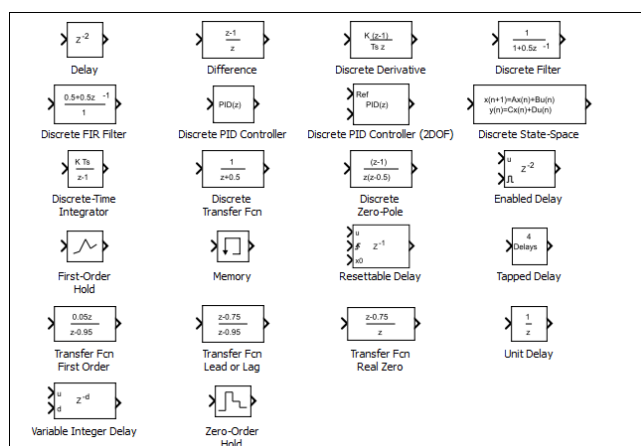 z-2
Delay
z-1
z
Difference
K (z-1)
Ts z
Discrete Derivative
1
1+0.5z -1
Discrete Filter
0.5+0.5z -1
1
Discrete FIR Filter
PID(z)
Discrete PID Controller
Ref
PID(z)
Discrete PID Controller (2DOF)
x(n+1)=Ax(n)+Bu(n)
y(n)=Cx(n)+Du(n)
Discrete State-Space
K Ts
z-1
Discrete-Time
Integrator
1
z+0.5
Discrete
Transfer Fcn
(z-1)
z(z-0.5)
Discrete
Zero-Pole
u
z-2
Enabled Delay
First-Order
Hold
Memory
u
z-1
x0
Resettable Delay
4
Delays
Tapped Delay
0.05z
z-0.95
Transfer Fcn
First Order
z-0.75
z-0.95
Transfer Fcn
Lead or Lag
z-0.75
z
Transfer Fcn
Real Zero
1
z
Unit Delay
u
d
z-d
Variable Integer Delay
Zero-Order
Hold